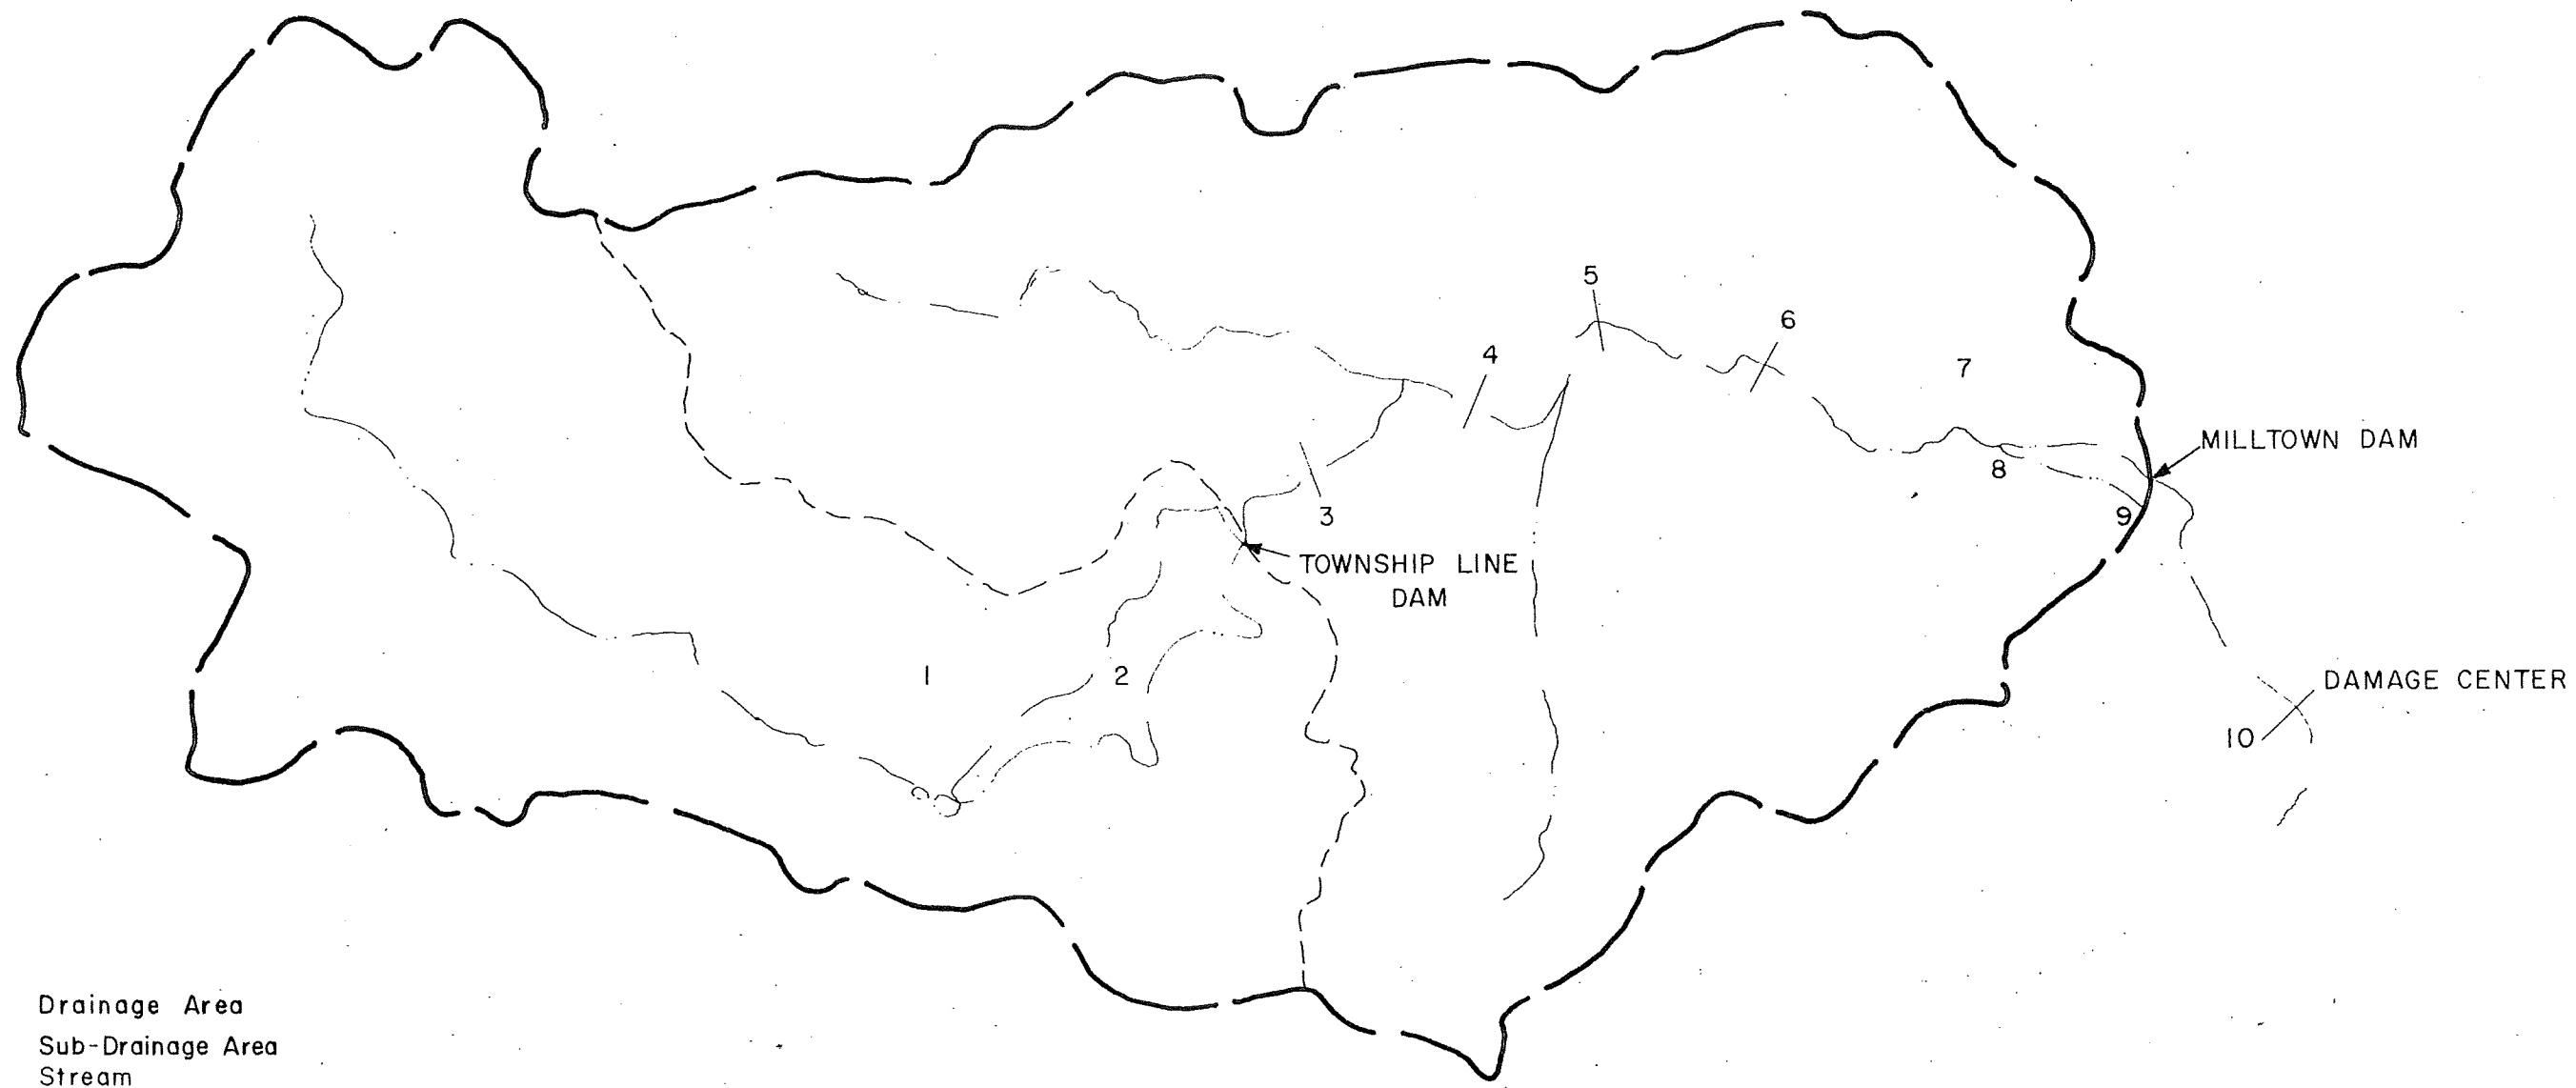 5
6
4
7
MILLTOWN DAM
8
9
3
TOWNSHIP LINE
DAM
1
2
DAMAGE CENTER
10
Drainage Area
Sub-Drainage Area
Stream